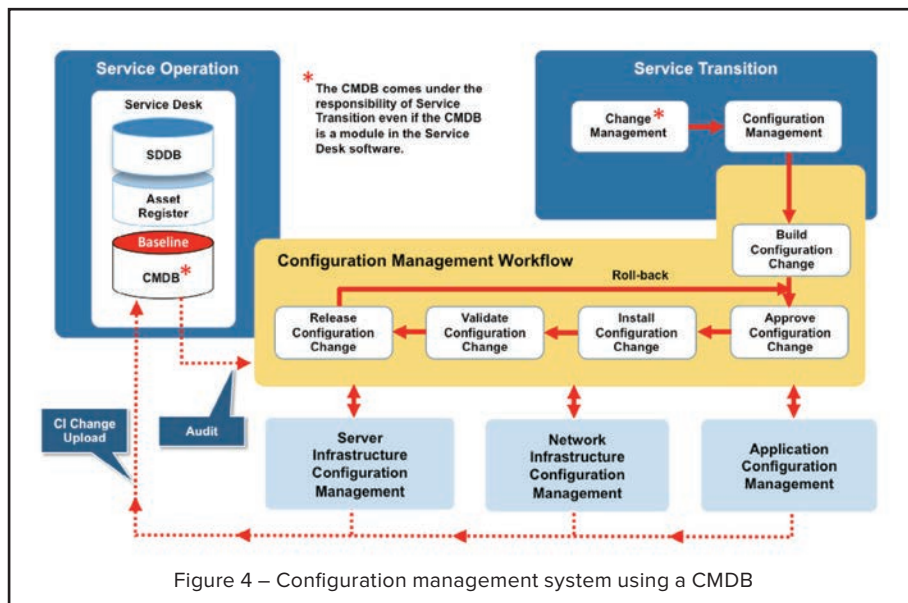 Service Operation
Service Desk
SDDB
Asset
Register
Baseline
CMDB*
* The CMDB comes under the
responsibility of Service
Transition even if the CMDB
is a module in the Service
Desk software.
Service Transition
Change*
Management
Configuration
Management
Build
Configuration
Change
Configuration Management Workflow
Roll-back
Release
Configuration
Change
Validate
Configuration
Change
Install
Configuration
Change
Approve
Configuration
Change
CI Change
Upload
Audit
Server
Infrastructure
Configuration
Management
Network
Infrastructure
Configuration
Management
Application
Configuration
Management
Figure 4 – Configuration management system using a CMDB